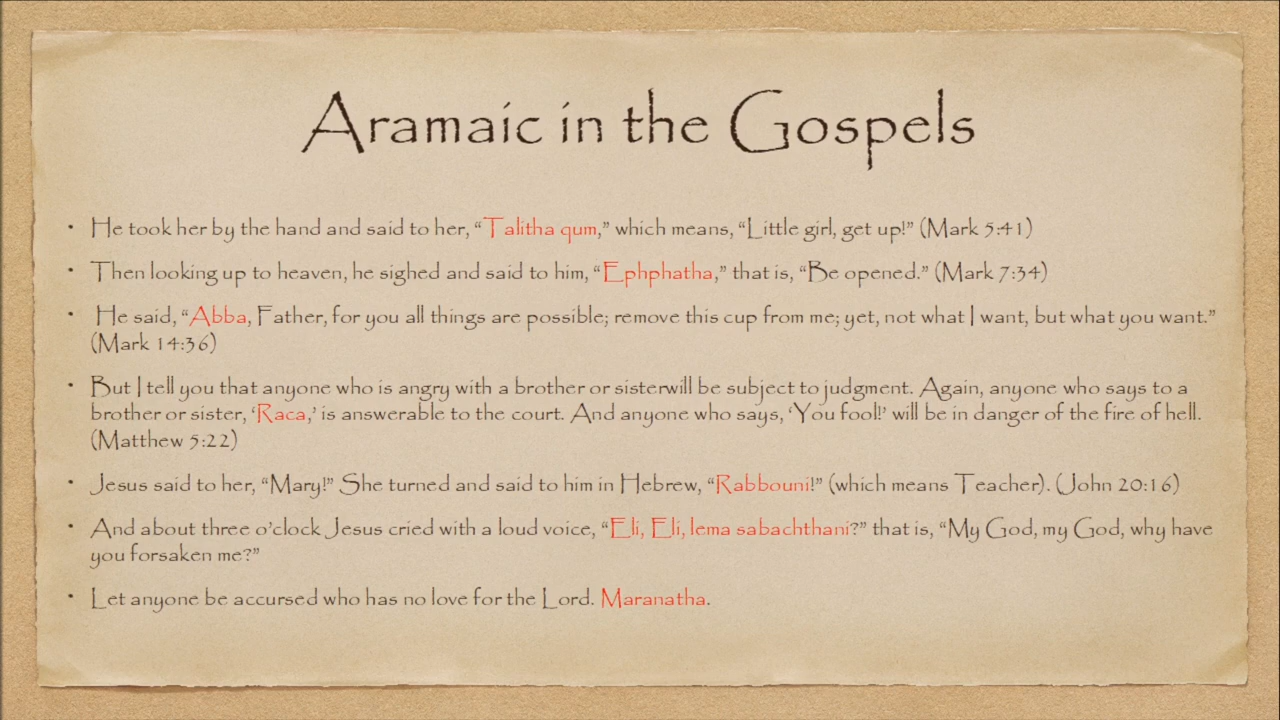 Aramaic in the Gospels
• He took her by the hand and said to her, “Talitha qum,” which means, “Little girl, get up!” (Mark 5:41)
• Then looking up to heaven, he sighed and said to him, “Ephphatha,” that is, “Be opened.” (Mark 7:34)
• He said, “Abba, Father, for you all things are possible; remove this cup from me; yet, not what I want, but what you want.”
(Mark 14:36)
• But I tell you that anyone who is angry with a brother or sisterwill be subject to judgment. Again, anyone who says to a
brother or sister, ‘Raca,’ is answerable to the court. And anyone who says, ‘You fool!’ will be in danger of the fire of hell.
(Matthew 5:22)
• Jesus said to her, “Mary!” She turned and said to him in Hebrew, “Rabbouni!” (which means Teacher). (John 20:16)
• And about three o’clock Jesus cried with a loud voice, “Eli, Eli, lema sabachthani?” that is, “My God, my God, why have
you forsaken me?”
• Let anyone be accursed who has no love for the Lord. Maranatha.